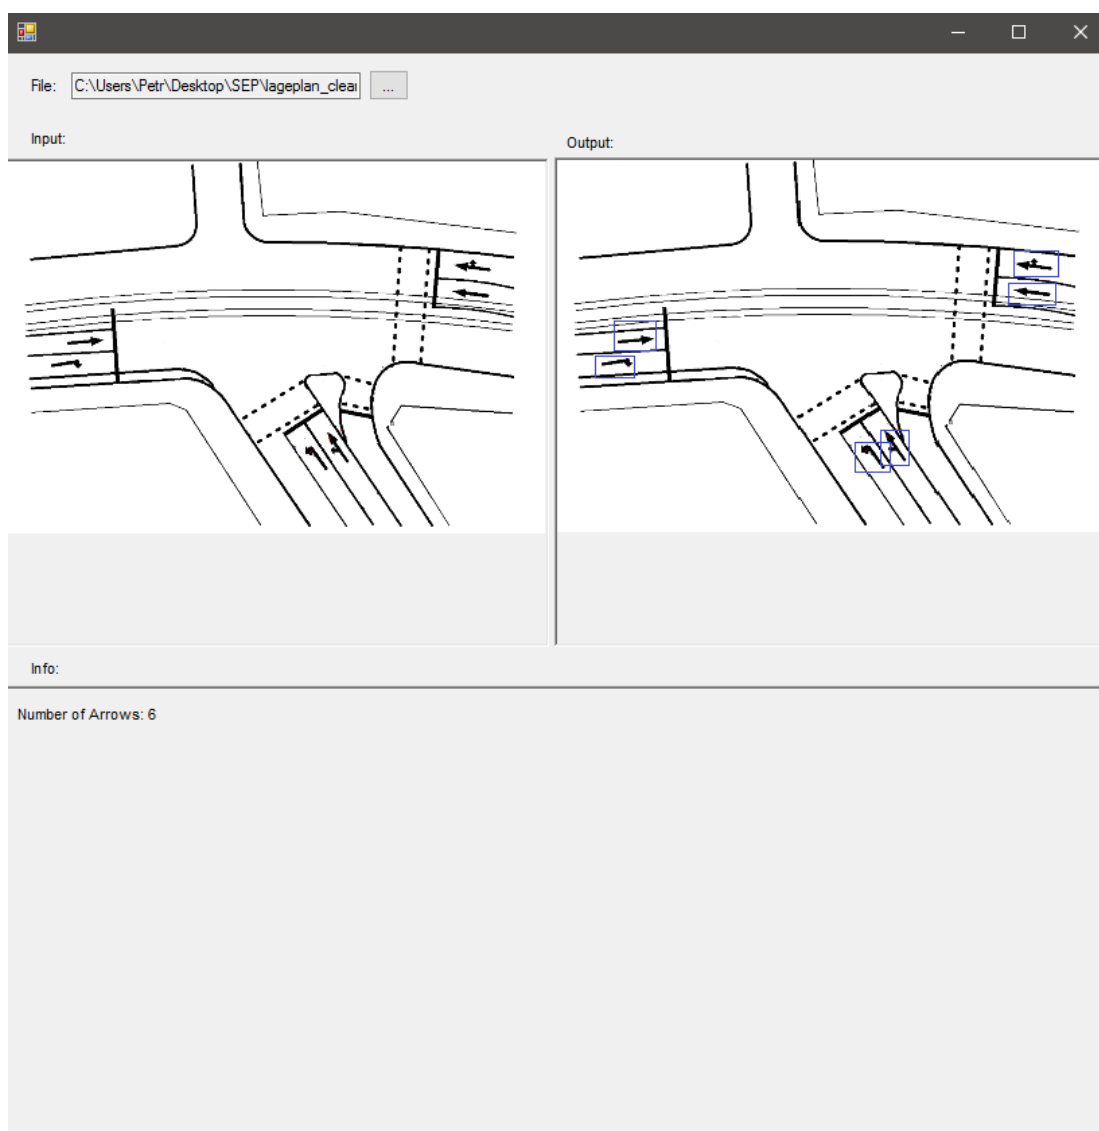 File: C:\Users\Petr\Desktop\SEP\lageplan_clear ...
Input:
Output:
Info:
Number of Arrows: 6